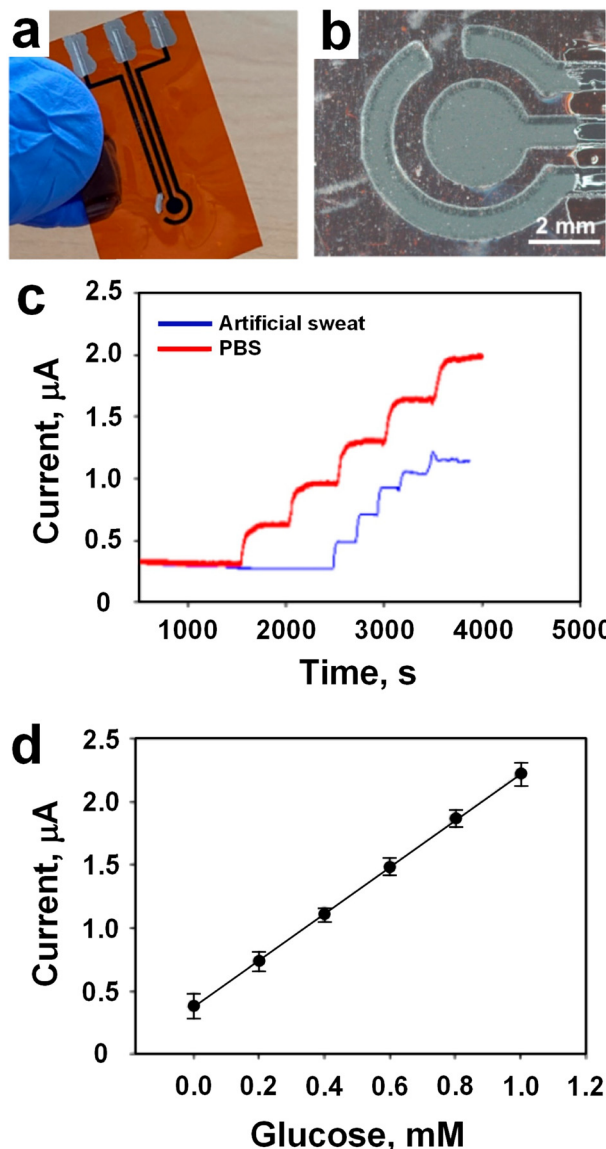 a
b
2 mm
c
2.5
2.0
1.5
1.0
0.5
0
Current, μA
Artificial sweat
PBS
1000 2000 3000 4000 5000
Time, s
d
2.5
2.0
1.5
1.0
0.5
0
Current, μA
0.0 0.2 0.4 0.6 0.8 1.0 1.2
Glucose, mM